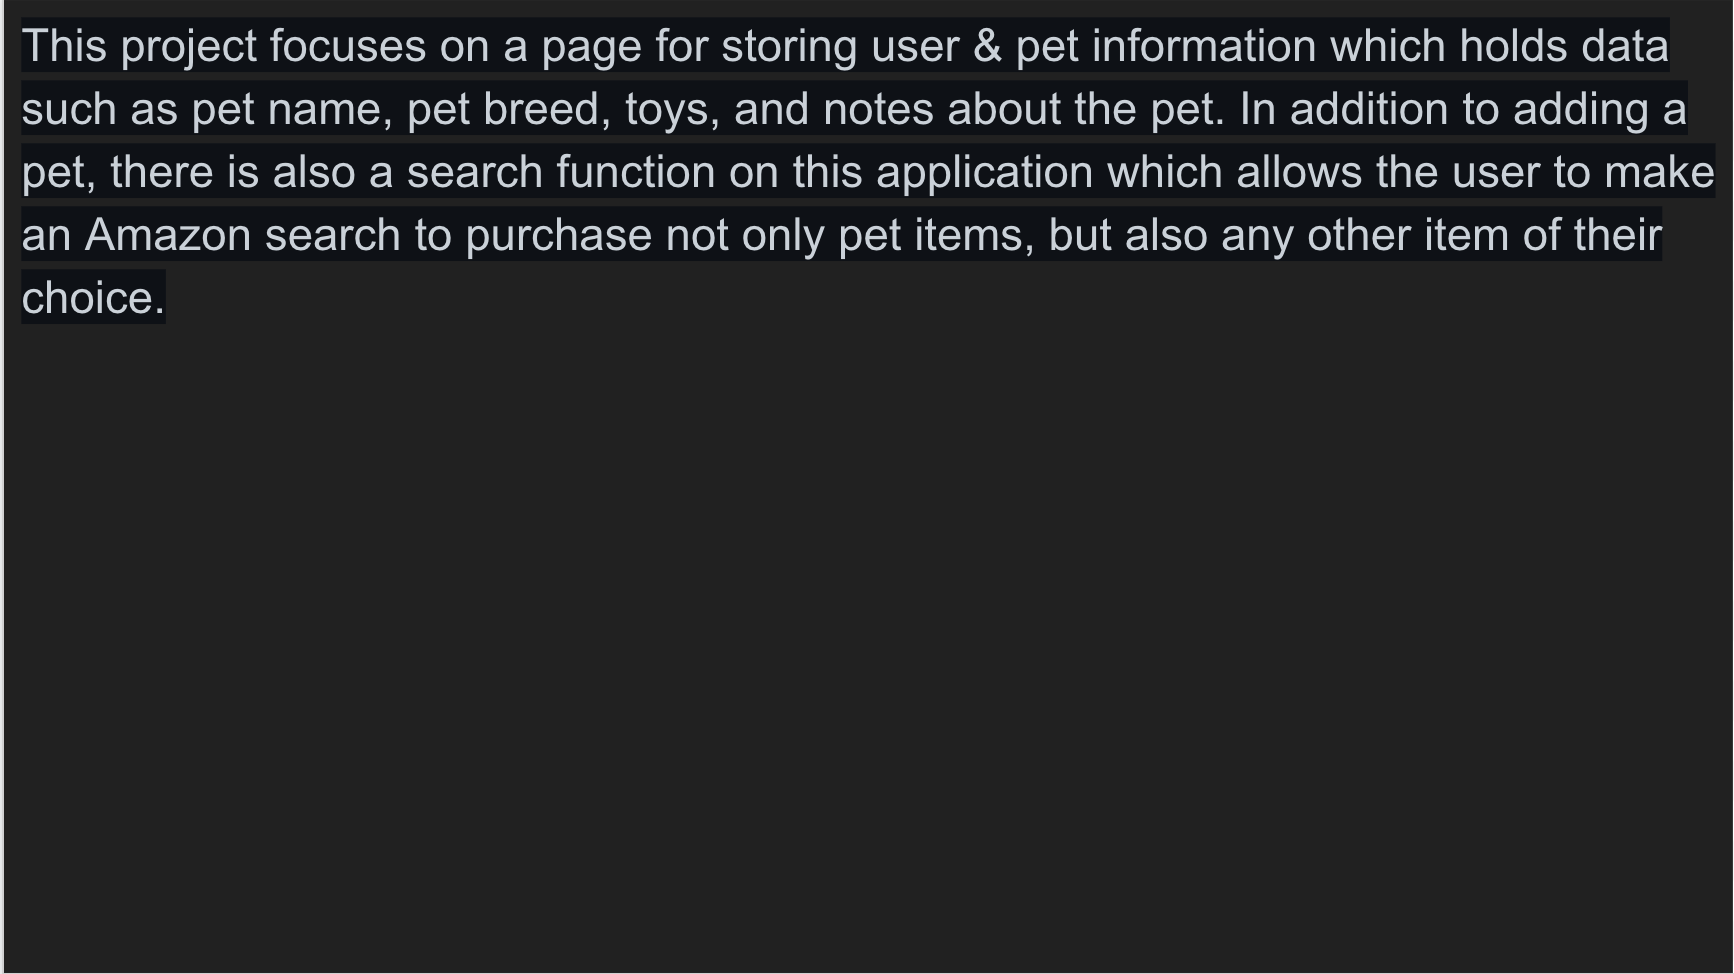 This project focuses on a page for storing user & pet information which holds data
such as pet name, pet breed, toys, and notes about the pet. In addition to adding a
pet, there is also a search function on this application which allows the user to make
an Amazon search to purchase not only pet items, but also any other item of their
choice.